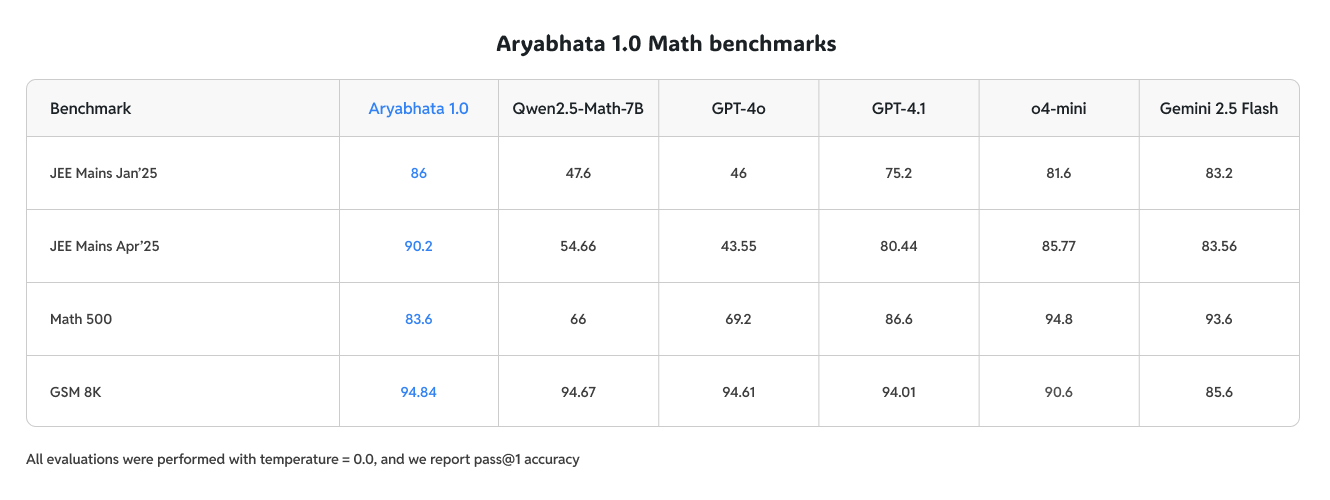 Aryabhata 1.0 Math benchmarks
Benchmark Aryabhata 1.0 Qwen2.5-Math-7B GPT-4o GPT-4.1 o4-mini Gemini 2.5 Flash
JEE Mains Jan’25 86 47.6 46 75.2 81.6 83.2
JEE Mains Apr’25 90.2 54.66 43.55 80.44 85.77 83.56
Math 500 83.6 66 69.2 86.6 94.8 93.6
GSM 8K 94.84 94.67 94.61 94.01 90.6 85.6
All evaluations were performed with temperature = 0.0, and we report pass@1 accuracy